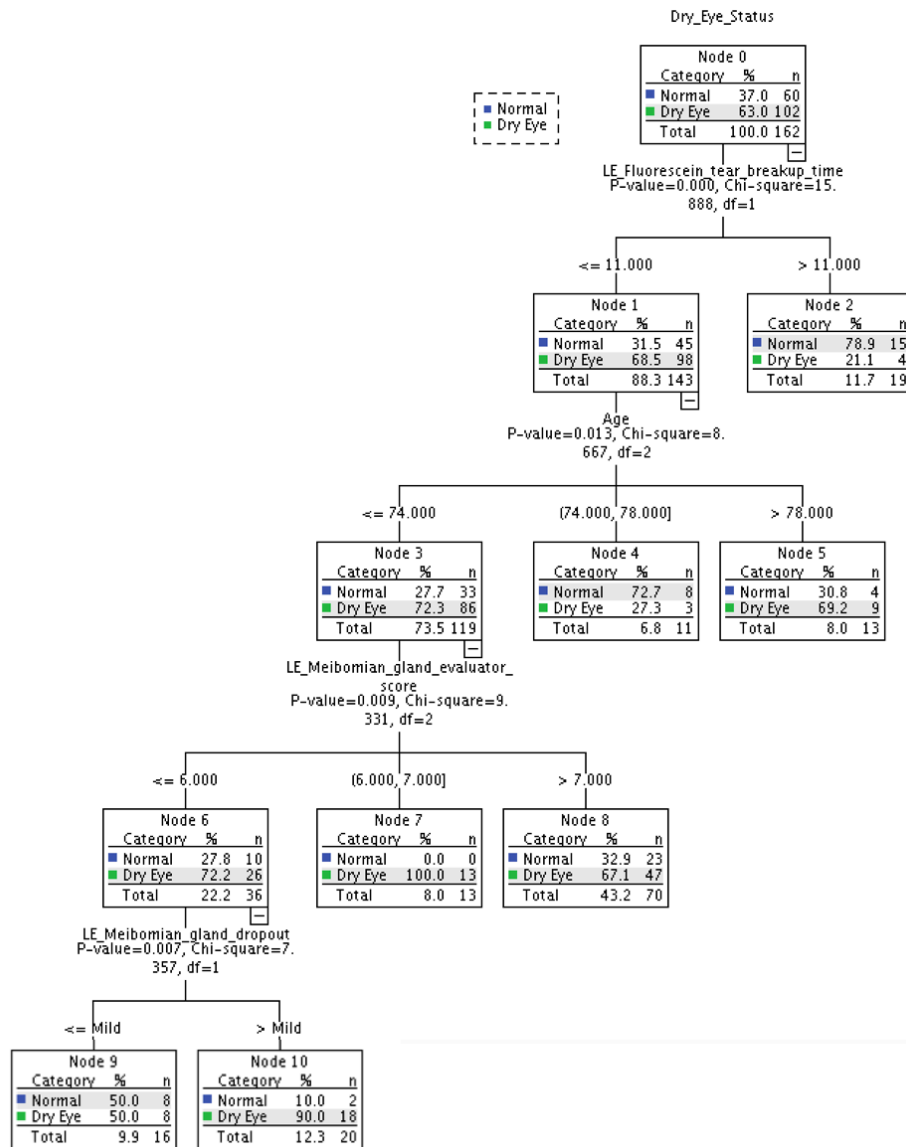 Dry_Eye_Status
Node 0
Category % n
Normal 37.0 60
Dry Eye 63.0 102
Total 100.0 162
Normal
Dry Eye
LE_Fluorescein_tear_breakup_time
P-value=0.000, Chi-square=15.
888, df=1
<= 11.000
> 11.000
Node 1
Category % n
Normal 31.5 45
Dry Eye 68.5 98
Total 88.3 143
Node 2
Category % n
Normal 78.9 15
Dry Eye 21.1 4
Total 11.7 19
Age
P-value=0.013, Chi-square=8.
667, df=2
<= 74.000
(74.000, 78.000]
> 78.000
Node 3
Category % n
Normal 27.7 33
Dry Eye 72.3 86
Total 73.5 119
Node 4
Category % n
Normal 72.7 8
Dry Eye 27.3 3
Total 6.8 11
Node 5
Category % n
Normal 30.8 4
Dry Eye 69.2 9
Total 8.0 13
LE_Meibomian_gland_evaluator_
score
P-value=0.009, Chi-square=9.
331, df=2
<= 6.000
(6.000, 7.000]
> 7.000
Node 6
Category % n
Normal 27.8 10
Dry Eye 72.2 26
Total 22.2 36
Node 7
Category % n
Normal 0.0 0
Dry Eye 100.0 13
Total 8.0 13
Node 8
Category % n
Normal 32.9 23
Dry Eye 67.1 47
Total 43.2 70
LE_Meibomian_gland_dropout
P-value=0.007, Chi-square=7.
357, df=1
<= Mild
> Mild
Node 9
Category % n
Normal 50.0 8
Dry Eye 50.0 8
Total 9.9 16
Node 10
Category % n
Normal 10.0 2
Dry Eye 90.0 18
Total 12.3 20